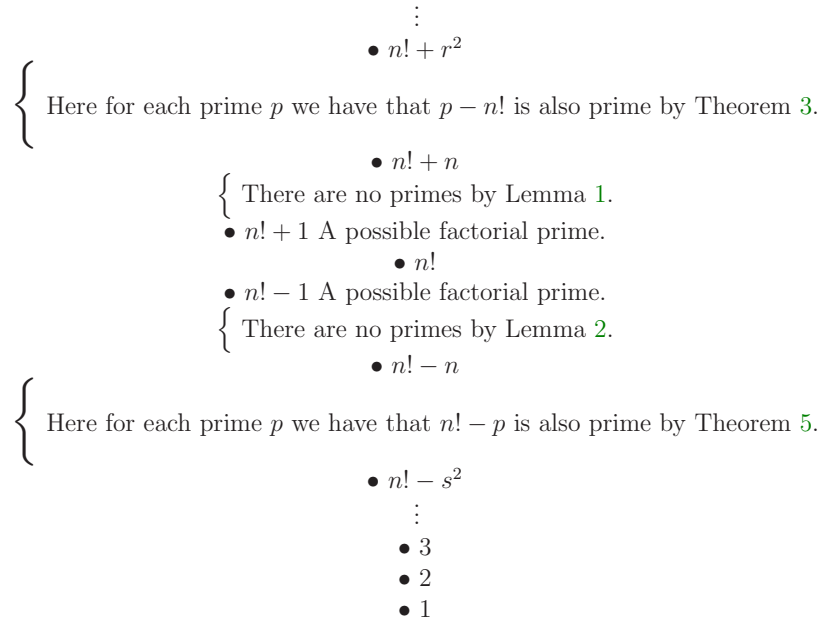 ⋮
• n! + r²
{ Here for each prime p we have that p − n! is also prime by Theorem 3.
• n! + n
{ There are no primes by Lemma 1.
• n! + 1 A possible factorial prime.
• n!
• n! − 1 A possible factorial prime.
{ There are no primes by Lemma 2.
• n! − n
{ Here for each prime p we have that n! − p is also prime by Theorem 5.
• n! − s²
⋮
• 3
• 2
• 1